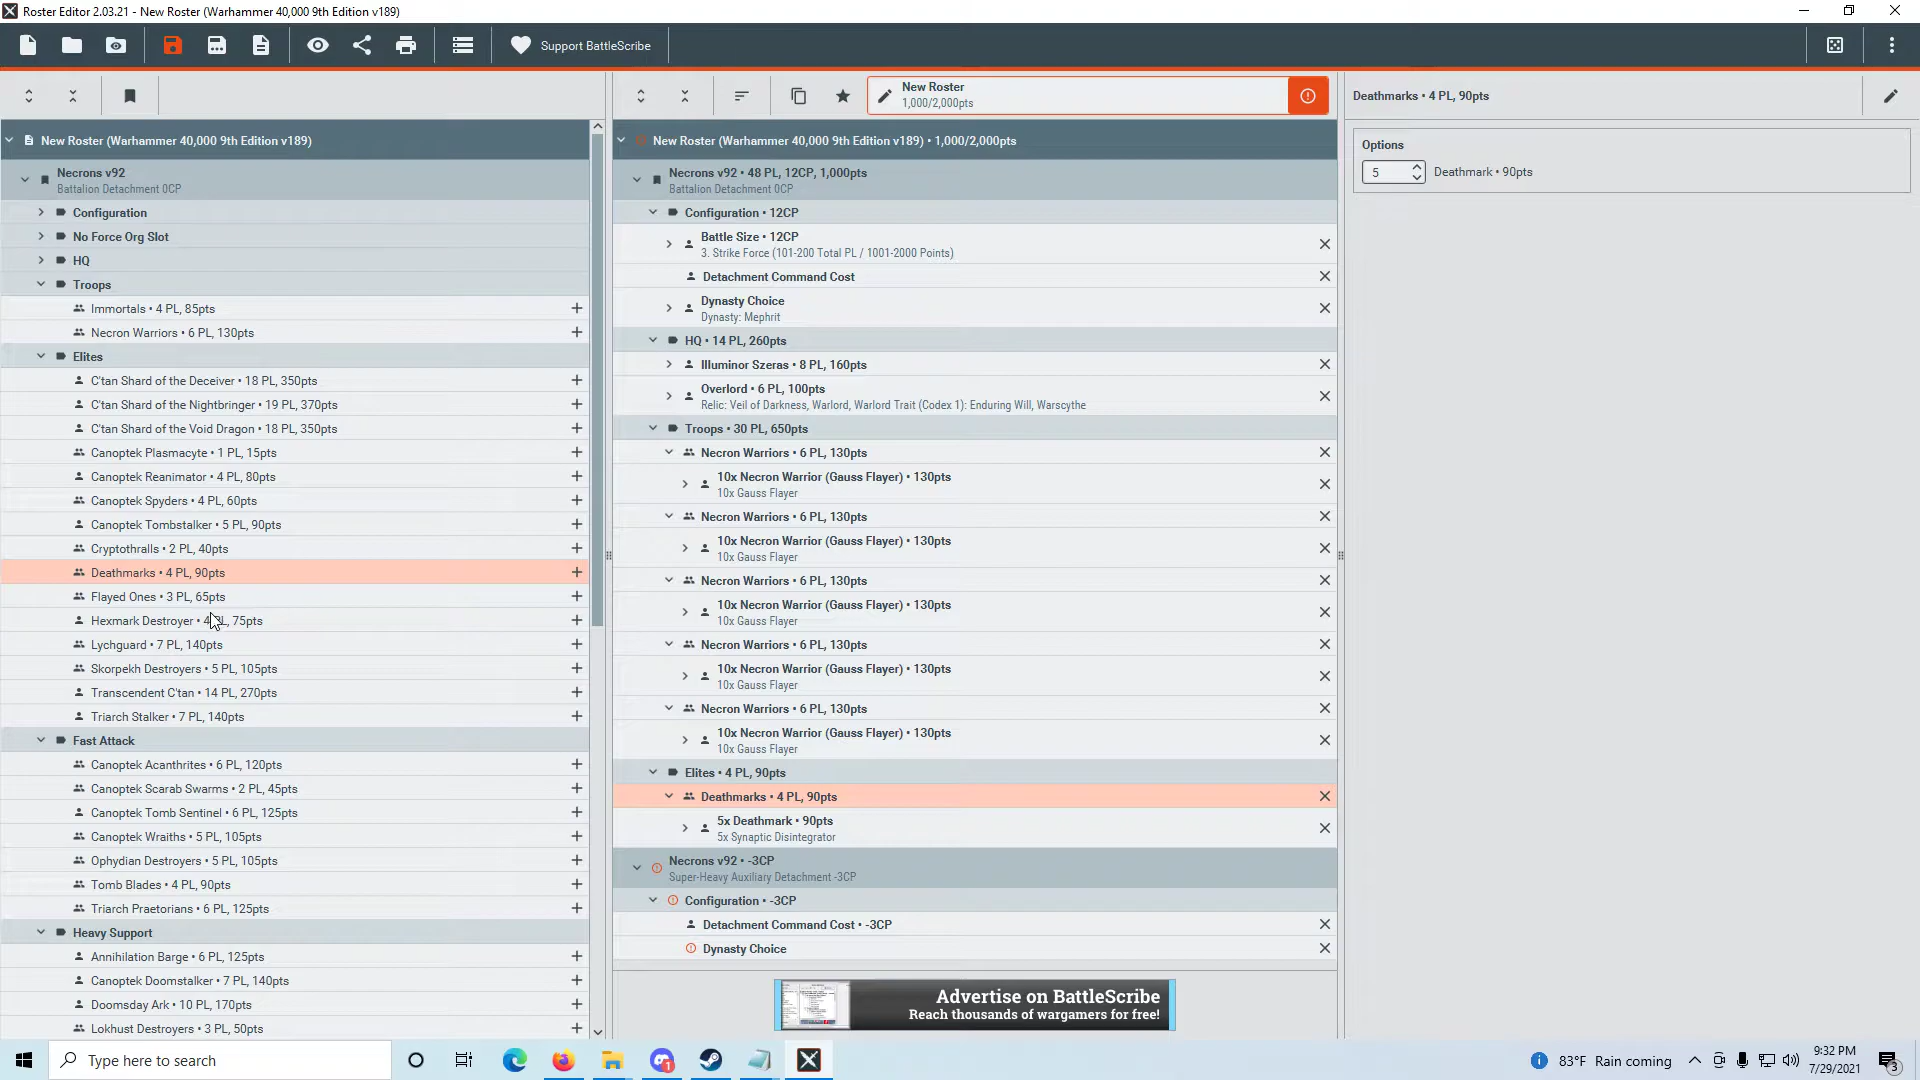 Roster Editor 2.03.21 - New Roster (Warhammer 40,000 9th Edition v189)
Support BattleScribe
New Roster
1,000/2,000pts
Deathmarks • 4 PL, 90pts
New Roster (Warhammer 40,000 9th Edition v189)
Necrons v92
Battalion Detachment 0CP
Configuration
No Force Org Slot
HQ
Troops
Immortals • 4 PL, 85pts
Necron Warriors • 6 PL, 130pts
Elites
C'tan Shard of the Deceiver • 18 PL, 350pts
C'tan Shard of the Nightbringer • 19 PL, 370pts
C'tan Shard of the Void Dragon • 18 PL, 350pts
Canoptek Plasmacyte • 1 PL, 15pts
Canoptek Reanimator • 4 PL, 80pts
Canoptek Spyders • 4 PL, 60pts
Canoptek Tombstalker • 5 PL, 90pts
Cryptothralls • 2 PL, 40pts
Deathmarks • 4 PL, 90pts
Flayed Ones • 3 PL, 65pts
Hexmark Destroyer • 4 PL, 75pts
Lychguard • 7 PL, 140pts
Skorpekh Destroyers • 5 PL, 105pts
Transcendent C'tan • 14 PL, 270pts
Triarch Stalker • 7 PL, 140pts
Fast Attack
Canoptek Acanthrites • 6 PL, 120pts
Canoptek Scarab Swarms • 2 PL, 45pts
Canoptek Tomb Sentinel • 6 PL, 125pts
Canoptek Wraiths • 5 PL, 105pts
Ophydian Destroyers • 5 PL, 105pts
Tomb Blades • 4 PL, 90pts
Triarch Praetorians • 6 PL, 125pts
Heavy Support
Annihilation Barge • 6 PL, 125pts
Canoptek Doomstalker • 7 PL, 140pts
Doomsday Ark • 10 PL, 170pts
Lokhust Destroyers • 3 PL, 50pts
New Roster (Warhammer 40,000 9th Edition v189) • 1,000/2,000pts
Necrons v92 • 48 PL, 12CP, 1,000pts
Battalion Detachment 0CP
Configuration • 12CP
Battle Size • 12CP
3. Strike Force (101-200 Total PL / 1001-2000 Points)
Detachment Command Cost
Dynasty Choice
Dynasty: Mephrit
HQ • 14 PL, 260pts
Illuminor Szeras • 8 PL, 160pts
Overlord • 6 PL, 100pts
Relic: Veil of Darkness, Warlord, Warlord Trait (Codex 1): Enduring Will, Warscythe
Troops • 30 PL, 650pts
Necron Warriors • 6 PL, 130pts
10x Necron Warrior (Gauss Flayer) • 130pts
10x Gauss Flayer
Necron Warriors • 6 PL, 130pts
10x Necron Warrior (Gauss Flayer) • 130pts
10x Gauss Flayer
Necron Warriors • 6 PL, 130pts
10x Necron Warrior (Gauss Flayer) • 130pts
10x Gauss Flayer
Necron Warriors • 6 PL, 130pts
10x Necron Warrior (Gauss Flayer) • 130pts
10x Gauss Flayer
Necron Warriors • 6 PL, 130pts
10x Necron Warrior (Gauss Flayer) • 130pts
10x Gauss Flayer
Elites • 4 PL, 90pts
Deathmarks • 4 PL, 90pts
5x Deathmark • 90pts
5x Synaptic Disintegrator
Necrons v92 • -3CP
Super-Heavy Auxiliary Detachment -3CP
Configuration • -3CP
Detachment Command Cost • -3CP
Dynasty Choice
Advertise on BattleScribe
Reach thousands of wargamers for free!
Options
5 Deathmark • 90pts
Type here to search
1
83°F Rain coming
9:32 PM
7/29/2021
3